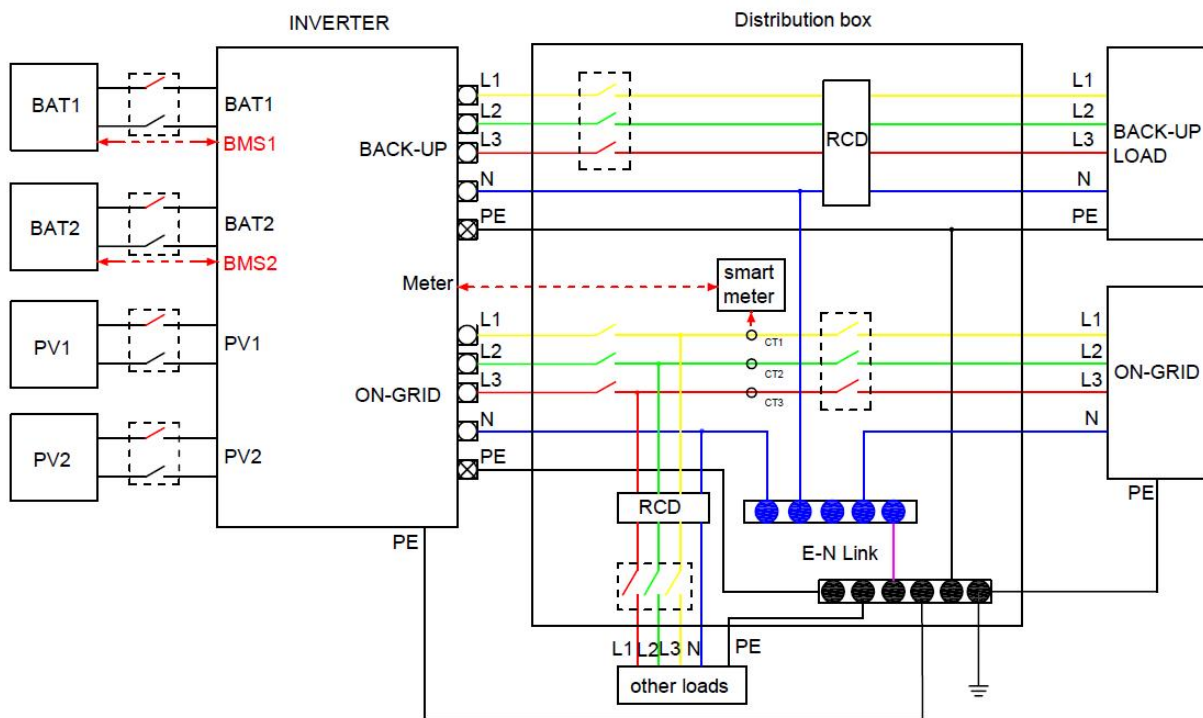 INVERTER
Distribution box
BAT1
BAT1
BMS1
BAT2
BAT2
BMS2
PV1
PV1
PV2
PV2
BACK-UP
L1
L2
L3
N
PE
Meter
ON-GRID
L1
L2
L3
N
PE
PE
RCD
smart
meter
CT1
CT2
CT3
RCD
E-N Link
L1 L2 L3 N PE
other loads
L1
L2
L3
N
PE
BACK-UP
LOAD
L1
L2
L3
N
ON-GRID
PE